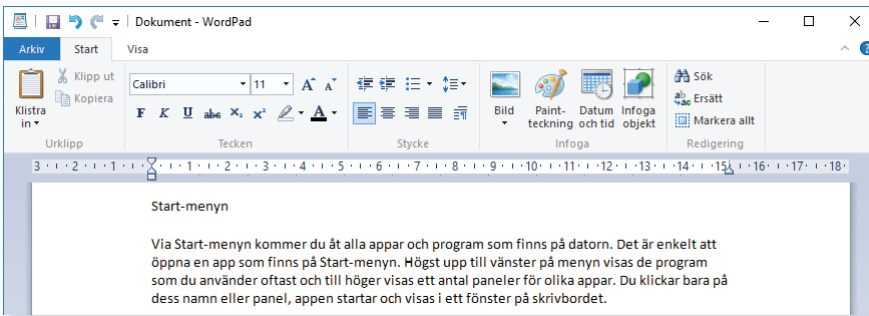 Dokument - WordPad
Arkiv Start Visa
Klistra in
Klipp ut
Kopiera
Urklipp
Calibri 11
F K U abc X₂ X² A
Tecken
Stycke
Bild
Paint-teckning
Datum och tid
Infoga objekt
Infoga
Sök
Ersätt
Markera allt
Redigering
3 2 1 1 2 3 4 5 6 7 8 9 10 11 12 13 14 15 16 17 18
Start-menyn
Via Start-menyn kommer du åt alla appar och program som finns på datorn. Det är enkelt att
öppna en app som finns på Start-menyn. Högst upp till vänster på menyn visas de program
som du använder oftast och till höger visas ett antal paneler för olika appar. Du klickar bara på
dess namn eller panel, appen startar och visas i ett fönster på skrivbordet.